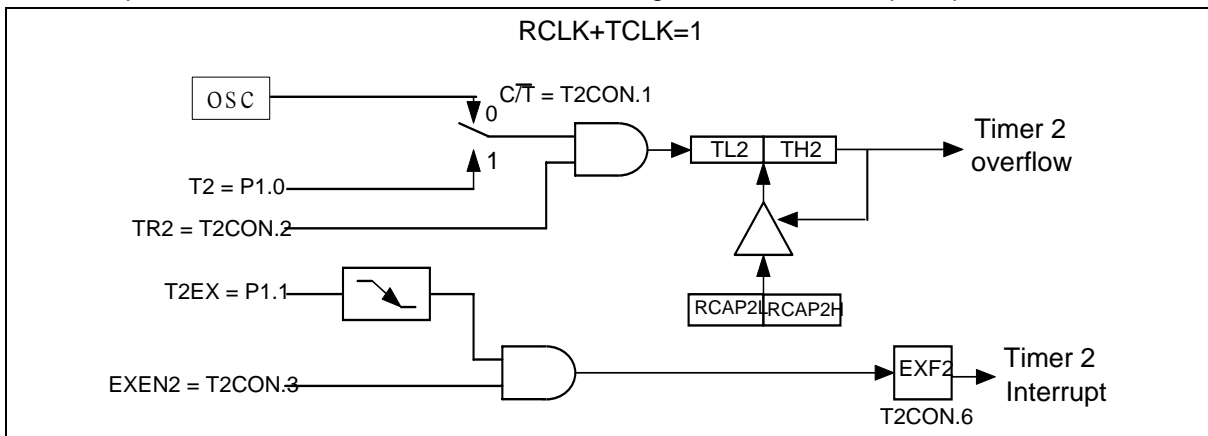 RCLK+TCLK=1
OSC
C/T̅ = T2CON.1
0
1
T2 = P1.0
TR2 = T2CON.2
TL2
TH2
Timer 2
overflow
T2EX = P1.1
RCAP2L
RCAP2H
EXEN2 = T2CON.3
EXF2
T2CON.6
Timer 2
Interrupt